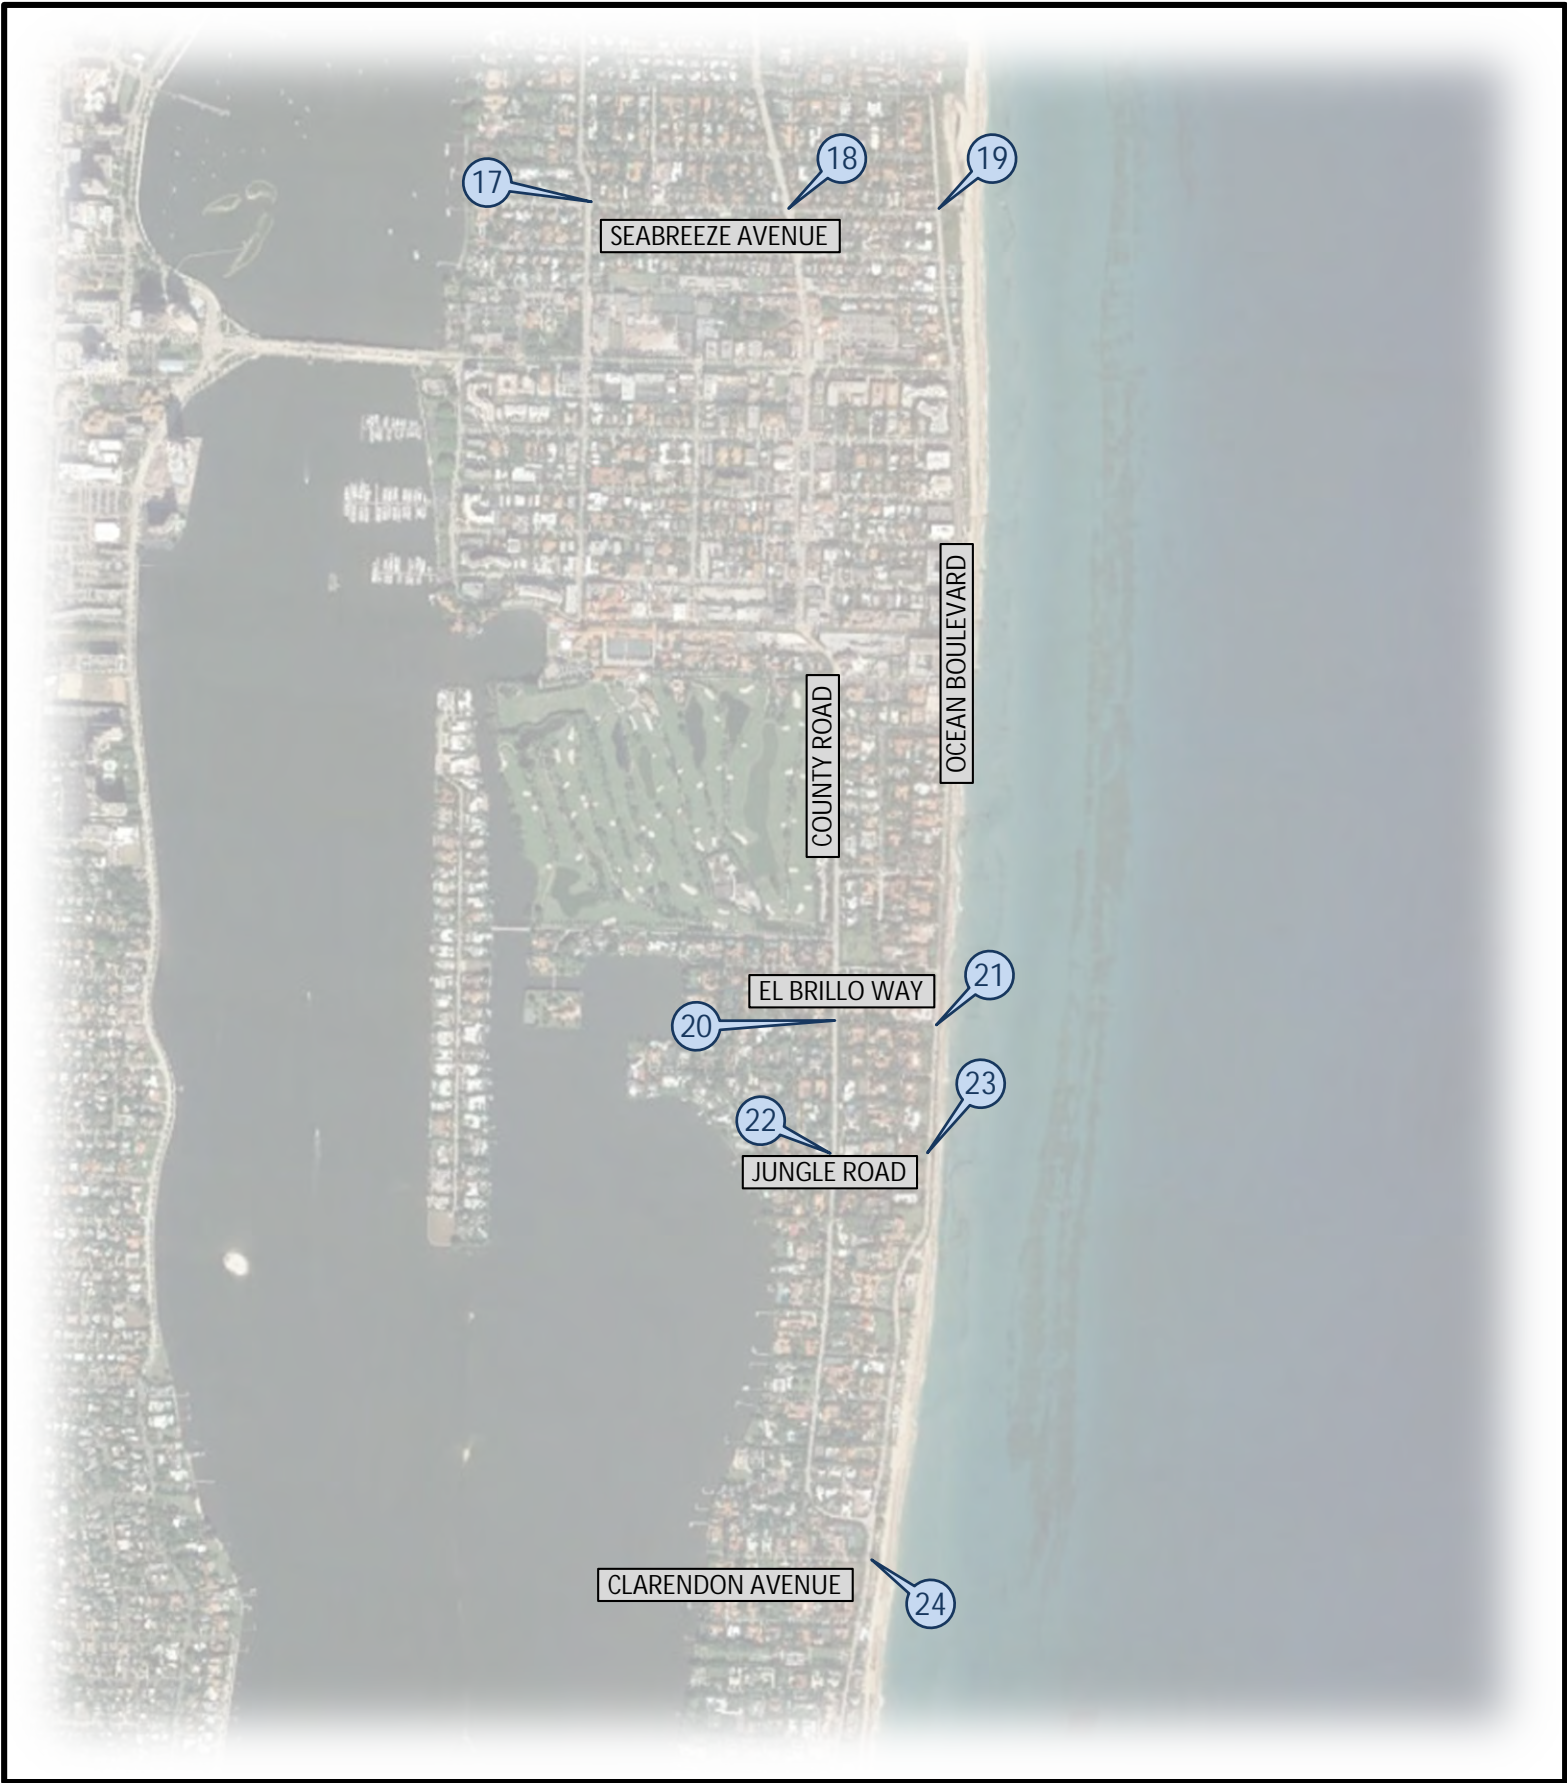 17
18
19
SEABREEZE AVENUE
OCEAN BOULEVARD
COUNTY ROAD
21
EL BRILLO WAY
20
23
22
JUNGLE ROAD
CLARENDON AVENUE
24